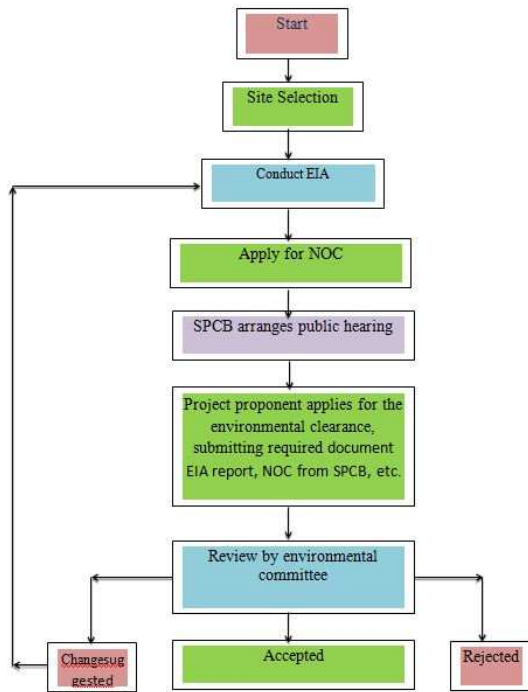 Start
Site Selection
Conduct EIA
Apply for NOC
SPCB arranges public hearing
Project proponent applies for the
environmental clearance,
submitting required document
EIA report, NOC from SPCB, etc.
Review by environmental
committee
Changesug
gested
Accepted
Rejected